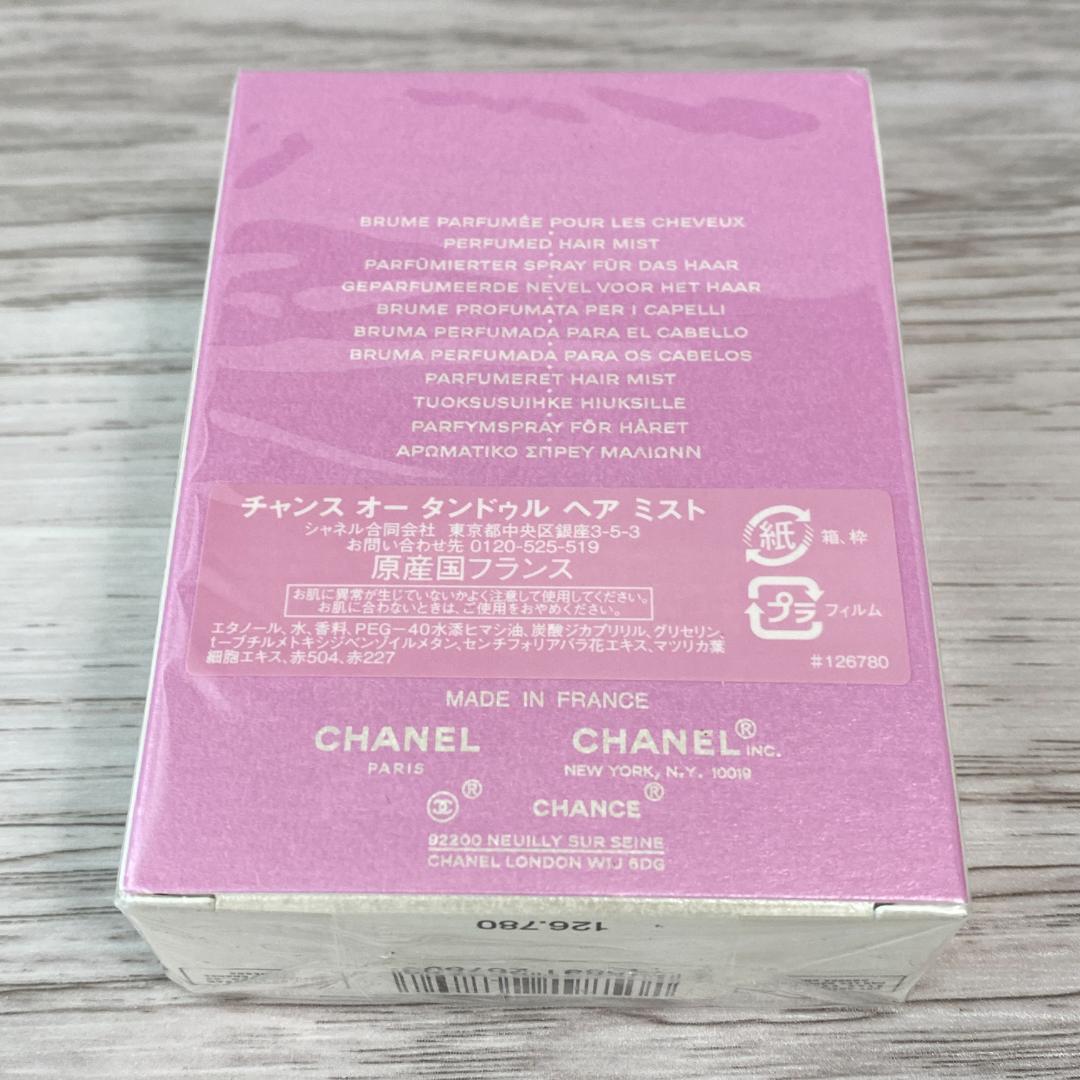 BRUME PARFUMÉE POUR LES CHEVEUX
PERFUMED HAIR MIST
PARFÜMIERTER SPRAY FÜR DAS HAAR
GEPARFUMEERDE NEVEL VOOR HET HAAR
BRUME PROFUMATA PER I CAPELLI
BRUMA PERFUMADA PARA EL CABELLO
BRUMA PERFUMADA PARA OS CABELOS
PARFUMERET HAIR MIST
TUOKSUSUIHKE HIUKSILLE
PARFYMSPRAY FÖR HÅRET
ΑΡΩΜΑΤΙΚΟ ΣΠΡΕΥ ΜΑΛΙΩΝΝ
チャンス オー タンドゥル ヘア ミスト
シャネル合同会社 東京都中央区銀座3-5-3
お問い合わせ先 0120-525-519
原産国フランス
お肌に異常が生じていないかよく注意して使用してください。
お肌に合わないときは、ご使用をおやめください。
エタノール、水、香料、PEG－40水添ヒマシ油、炭酸ジカプリリル、グリセリン、
t－ブチルメトキシジベンゾイルメタン、センチフォリアバラ花エキス、マツリカ葉
細胞エキス、赤504、赤227
紙 箱、枠
プラ フィルム
#126780
MADE IN FRANCE
CHANEL
PARIS
CHANEL® INC.
NEW YORK, N.Y. 10019
® CHANCE®
92200 NEUILLY SUR SEINE
CHANEL LONDON W1J 6DG
126.780